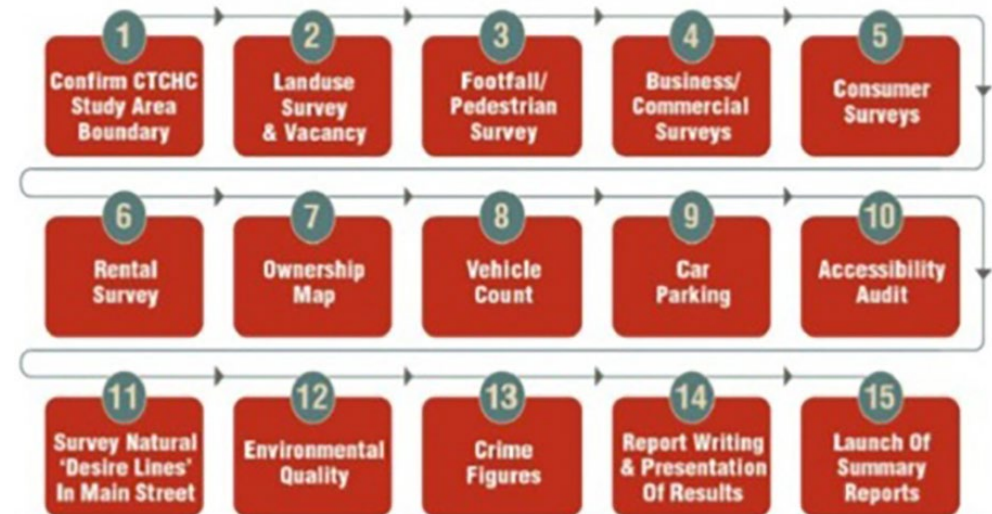 1
Confirm CTCHC
Study Area
Boundary
2
Landuse
Survey
& Vacancy
3
Footfall/
Pedestrian
Survey
4
Business/
Commercial
Surveys
5
Consumer
Surveys
6
Rental
Survey
7
Ownership
Map
8
Vehicle
Count
9
Car
Parking
10
Accessibility
Audit
11
Survey Natural
'Desire Lines'
In Main Street
12
Environmental
Quality
13
Crime
Figures
14
Report Writing
& Presentation
Of Results
15
Launch Of
Summary
Reports